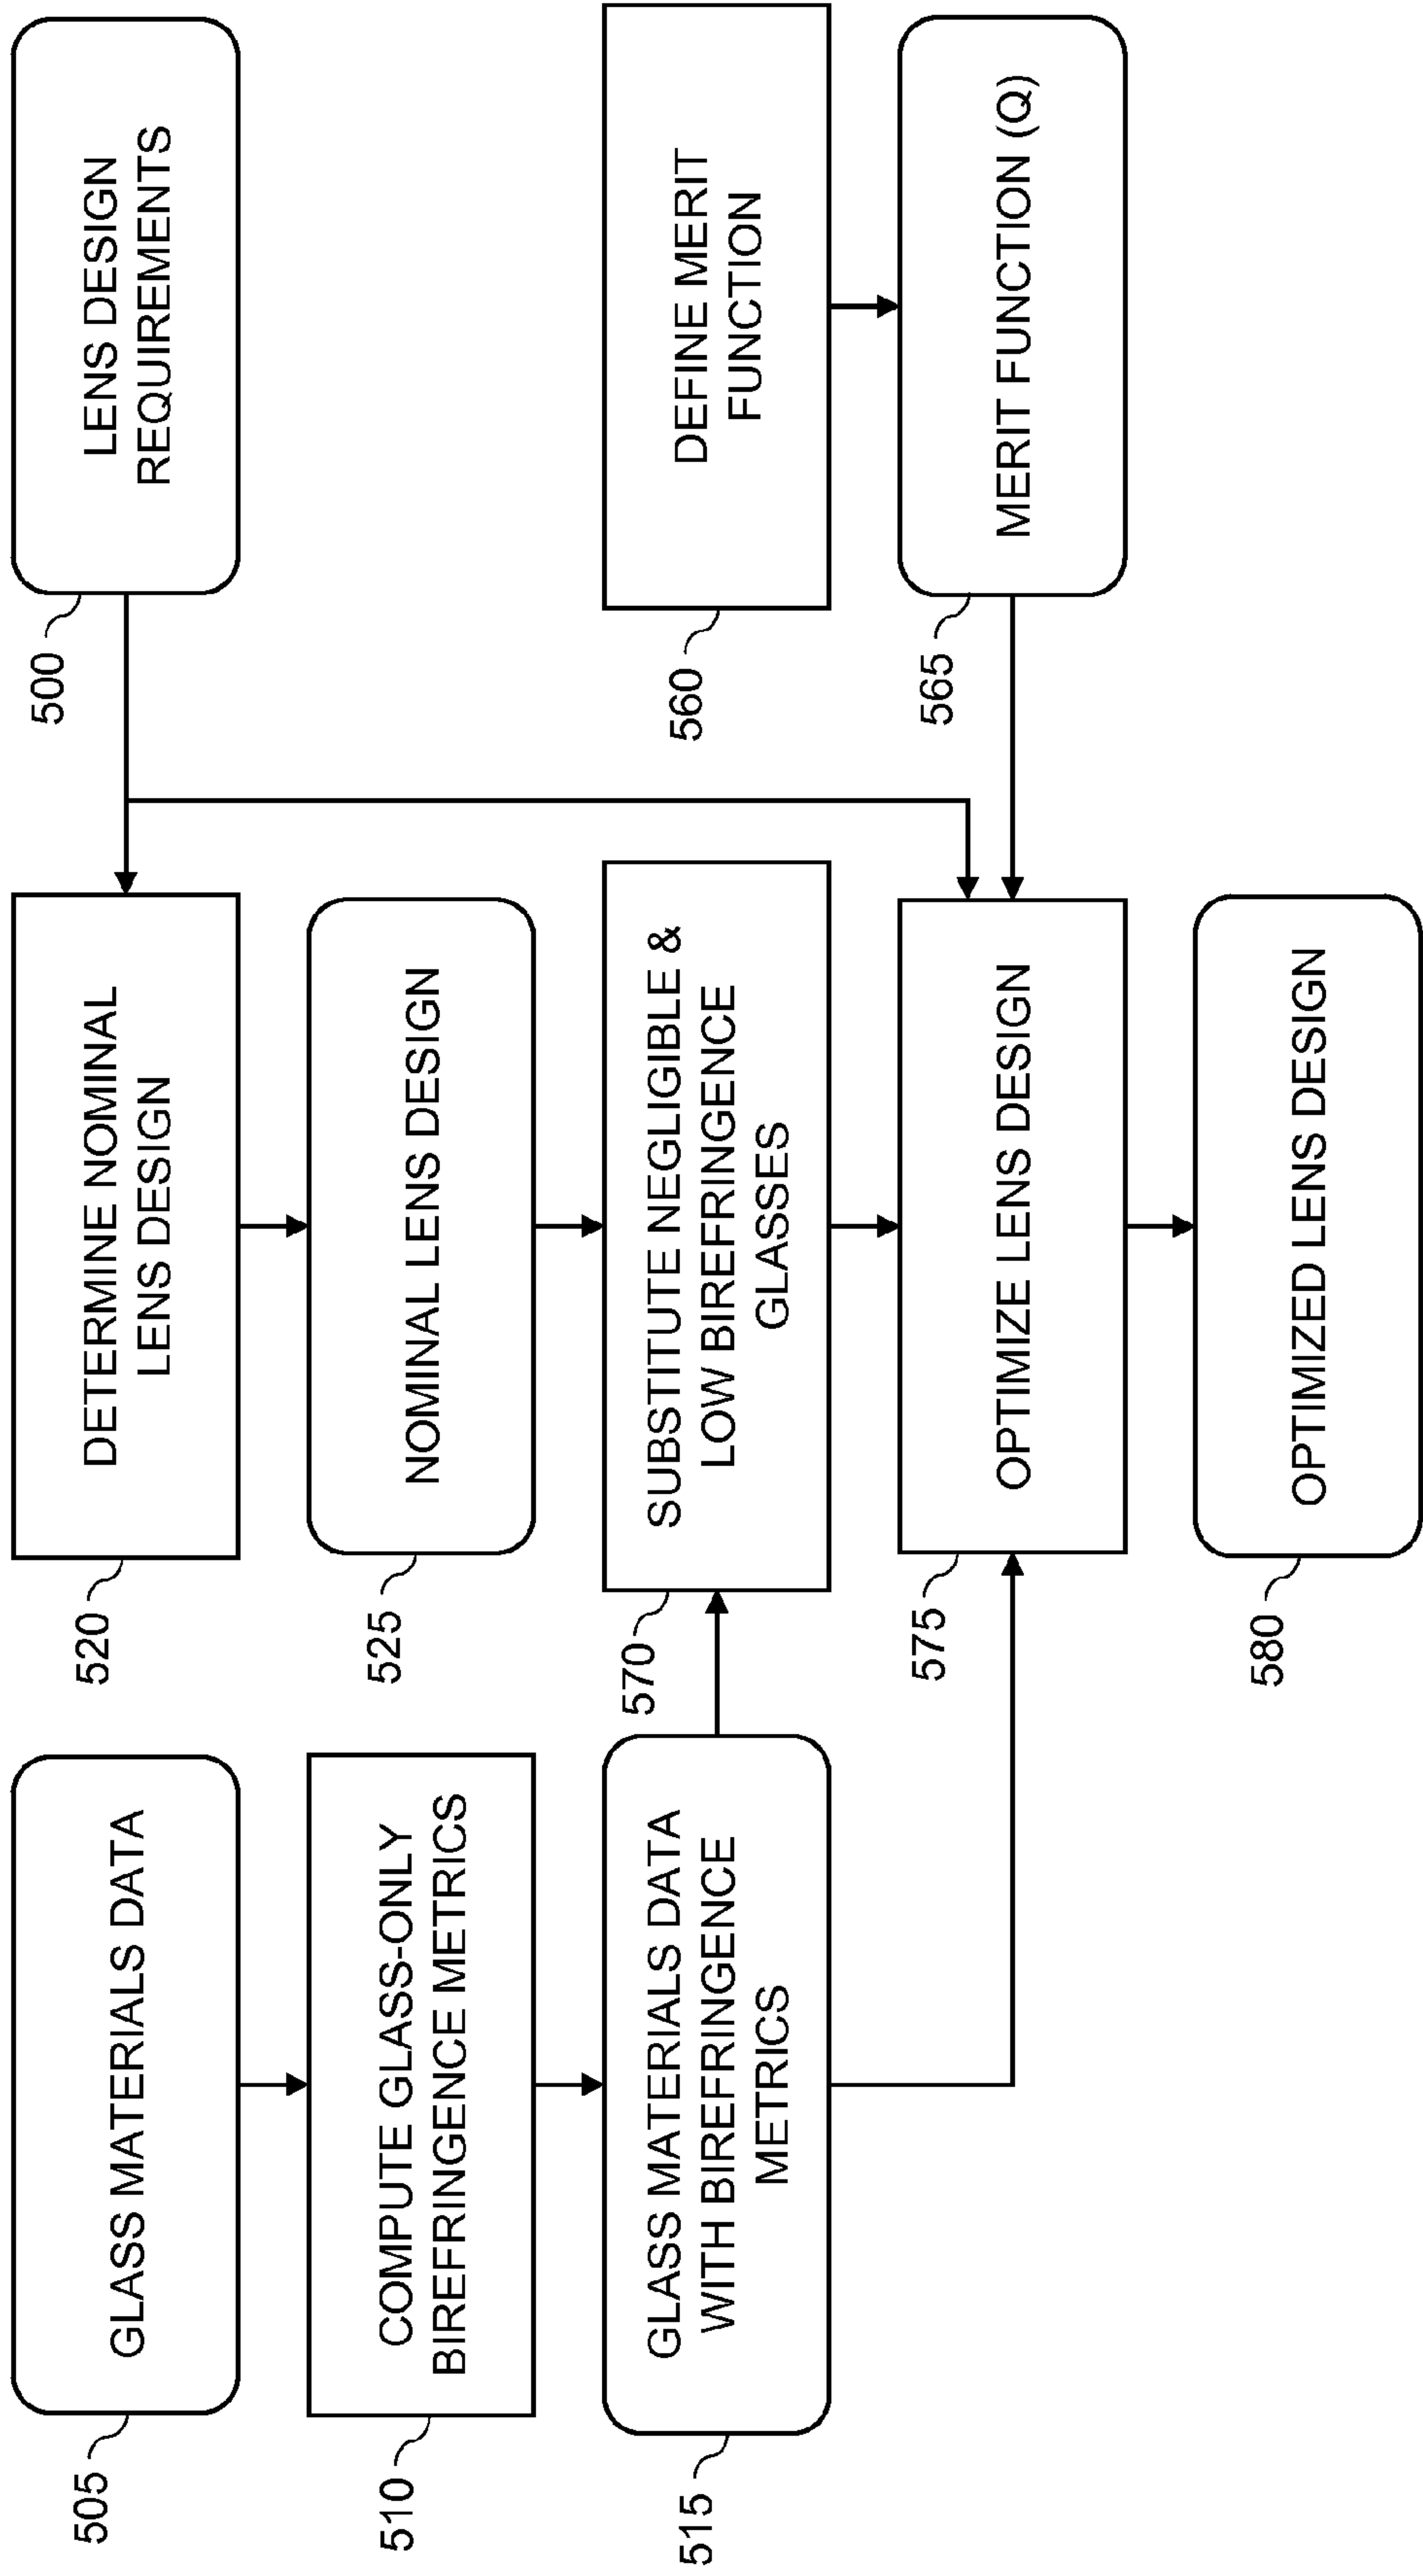 505
GLASS MATERIALS DATA
510
COMPUTE GLASS-ONLY
BIREFRINGENCE METRICS
515
GLASS MATERIALS DATA
WITH BIREFRINGENCE
METRICS
520
DETERMINE NOMINAL
LENS DESIGN
525
NOMINAL LENS DESIGN
570
SUBSTITUTE NEGLIGIBLE &
LOW BIREFRINGENCE
GLASSES
575
OPTIMIZE LENS DESIGN
580
OPTIMIZED LENS DESIGN
500
LENS DESIGN
REQUIREMENTS
560
DEFINE MERIT
FUNCTION
565
MERIT FUNCTION (Q)